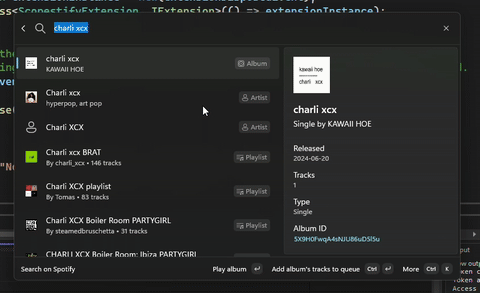 ass<ScopestifyExtension, IExtension>(() => extensionInstance);
charli xcx
charli xcx
KAWAII HOE
Album
Charli xcx
hyperpop, art pop
Artist
Charli XCX
Artist
Charli xcx BRAT
By charli_xcx • 146 tracks
Playlist
Charli XCX playlist
By Tomas • 83 tracks
Playlist
Charli XCX Boiler Room PARTYGIRL
By steamedbruschetta • 31 tracks
Playlist
CHARLI XCX Boiler Room: Ibiza PARTYGIRL
kawaii hoe
charli xcx
charli xcx
Single by KAWAII HOE
Released
2024-06-20
Tracks
1
Type
Single
Album ID
5X9H0FwqA4sNJU86uD5l5u
Search on Spotify
Play album
Add album's tracks to queue
Ctrl
More
Ctrl
K